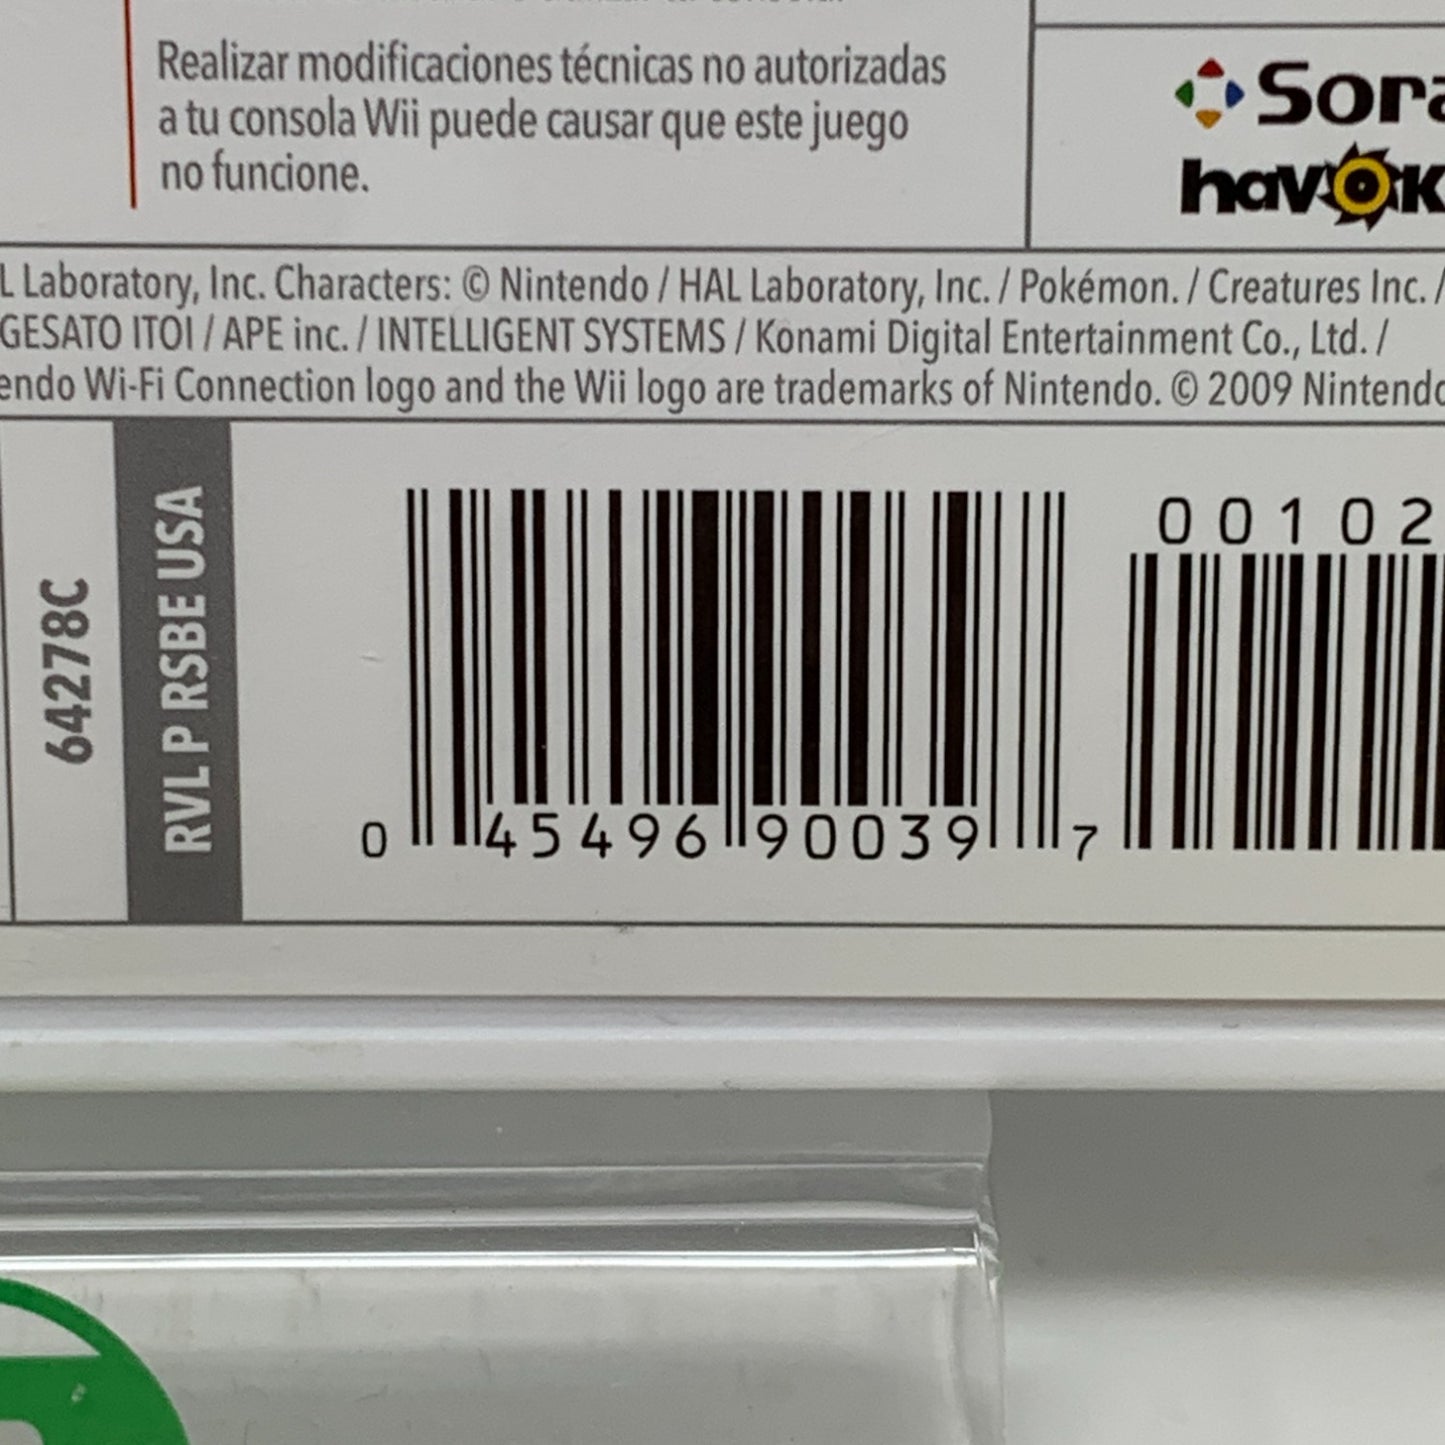 Realizar modificaciones técnicas no autorizadas
a tu consola Wii puede causar que este juego
no funcione.
Sora
havok
L Laboratory, Inc. Characters: © Nintendo / HAL Laboratory, Inc. / Pokémon. / Creatures Inc. /
GESATO ITOI / APE inc. / INTELLIGENT SYSTEMS / Konami Digital Entertainment Co., Ltd. /
endo Wi-Fi Connection logo and the Wii logo are trademarks of Nintendo. © 2009 Nintendo
64278C
RVL P RSBE USA
0 45496 90039 7
00102